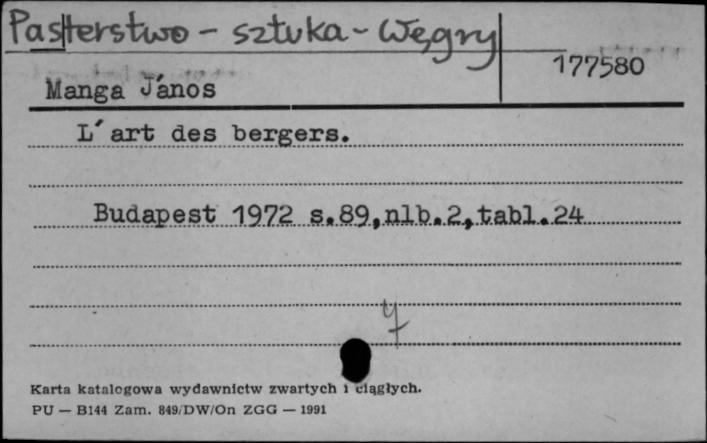 Pasterstwo - sztuka - Węgry
177580
Manga János
L'art des bergers.
Budapest 1972 s.89,nlb.2,tabl.24
Karta katalogowa wydawnictw zwartych i ciągłych.
PU — B144 Zam. 849/DW/On ZGG — 1991